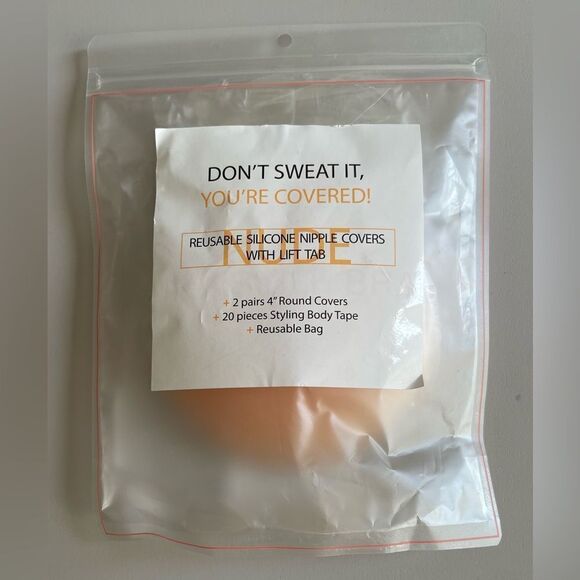 DON'T SWEAT IT,
YOU'RE COVERED!
NUDE
REUSABLE SILICONE NIPPLE COVERS
WITH LIFT TAB
+ 2 pairs 4" Round Covers
+ 20 pieces Styling Body Tape
+ Reusable Bag